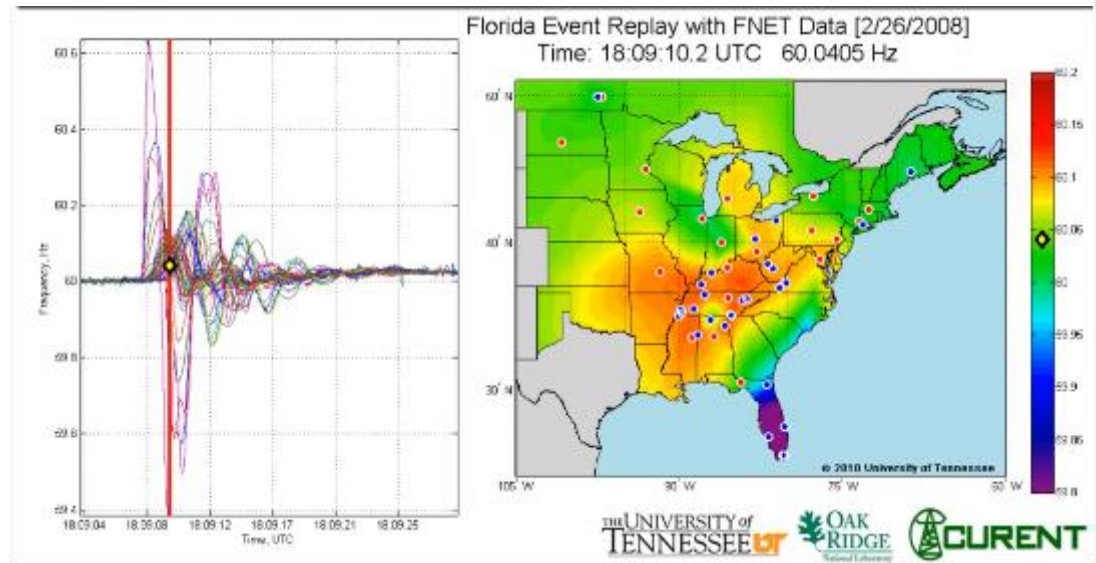 Florida Event Replay with FNET Data [2/26/2008]
Time: 18:09:10.2 UTC 60.0405 Hz
60.6
60.4
60.2
60
59.8
59.6
59.4
Frequency, Hz
18:09:04 18:09:08 18:09:12 18:09:17 18:09:21 18:09:25
Time, UTC
50° N
40° N
30° N
105° W 90° W 75° W 60° W
© 2010 University of Tennessee
60.2
60.15
60.1
60.05
60
59.95
59.9
59.85
59.8
THE UNIVERSITY of
TENNESSEE UT
OAK
RIDGE
National Laboratory
CURENT